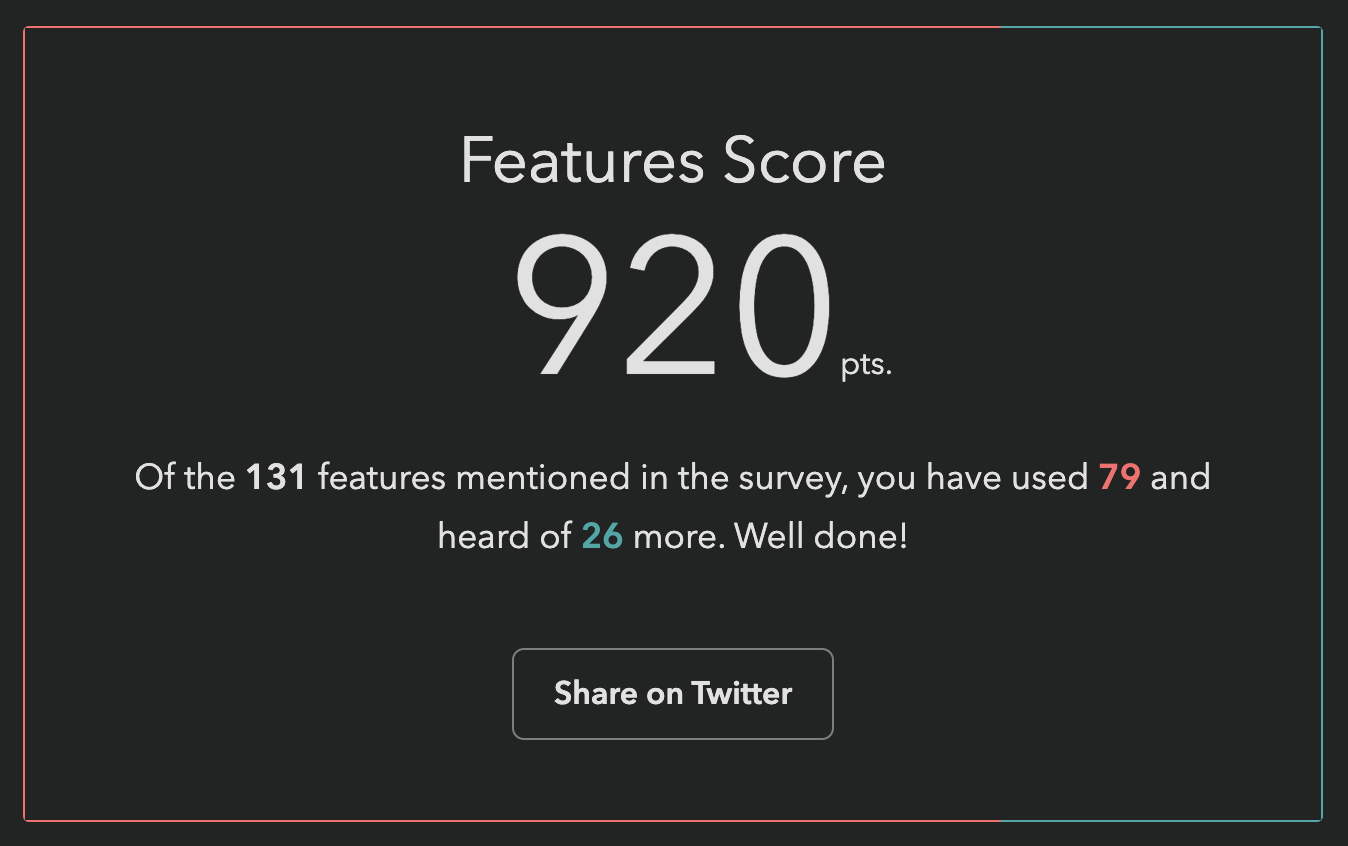 Features Score
920 pts.
Of the 131 features mentioned in the survey, you have used 79 and
heard of 26 more. Well done!
Share on Twitter